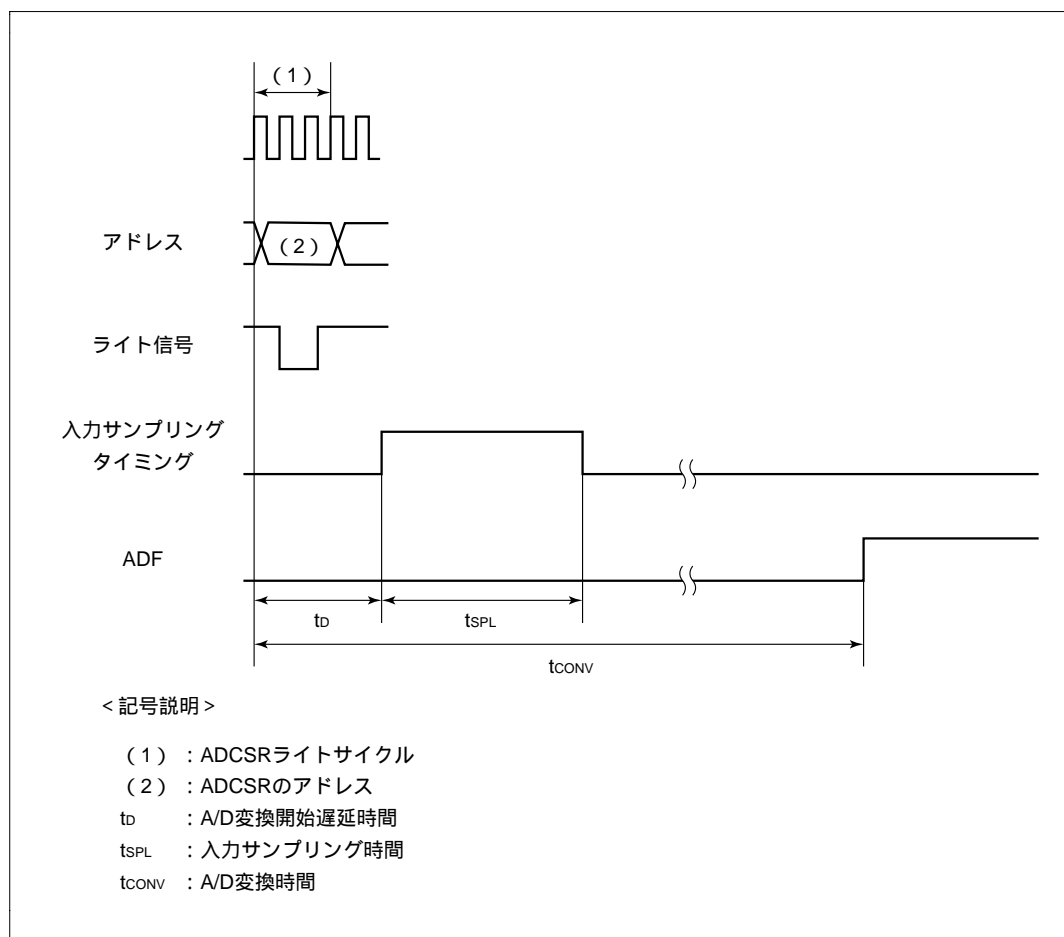 （1）
アドレス
（2）
ライト信号
入力サンプリング
タイミング
ADF
tD
tSPL
tCONV
<記号説明>
（1）：ADCSRライトサイクル
（2）：ADCSRのアドレス
tD ：A/D変換開始遅延時間
tSPL ：入力サンプリング時間
tCONV ：A/D変換時間